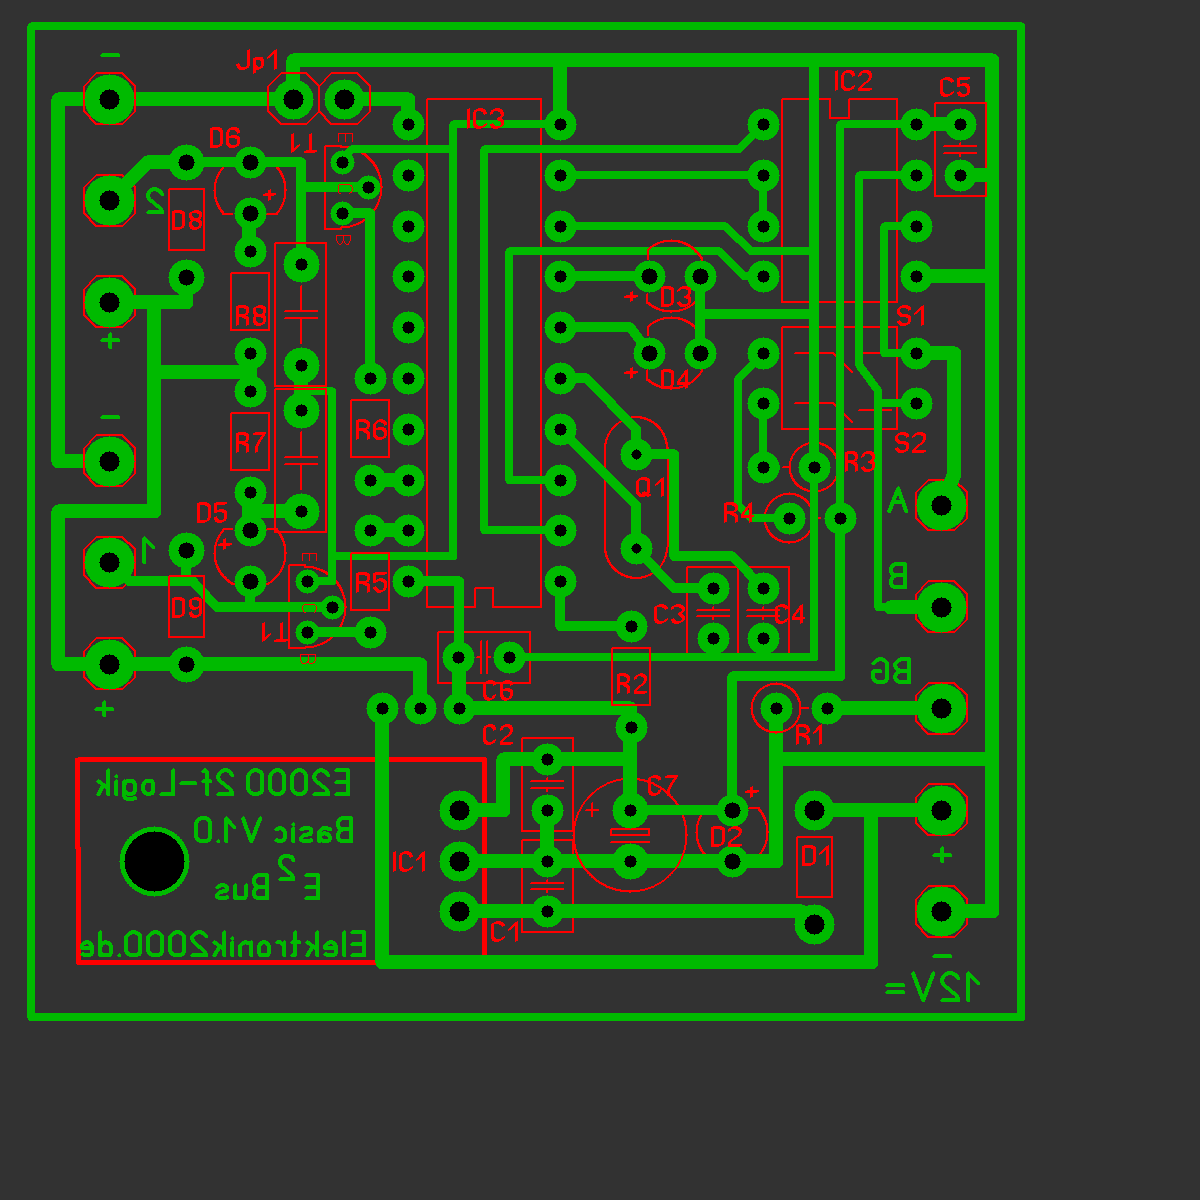 -
Jp1
IC2
C5
IC3
D6
T1
E
C
B
2
D8
+
D3
+
R8
S1
+
D4
-
R6
R7
S2
R3
Q1
A
R4
D5
+
1
E
C
B
T1
D9
R5
B
C3
C4
BG
R2
C6
+
R1
C2
E2000 2f-Logik
Basic V1.0
E² Bus
Elektronik2000.de
IC1
C7
+
D2
+
D1
+
C1
-
12V=